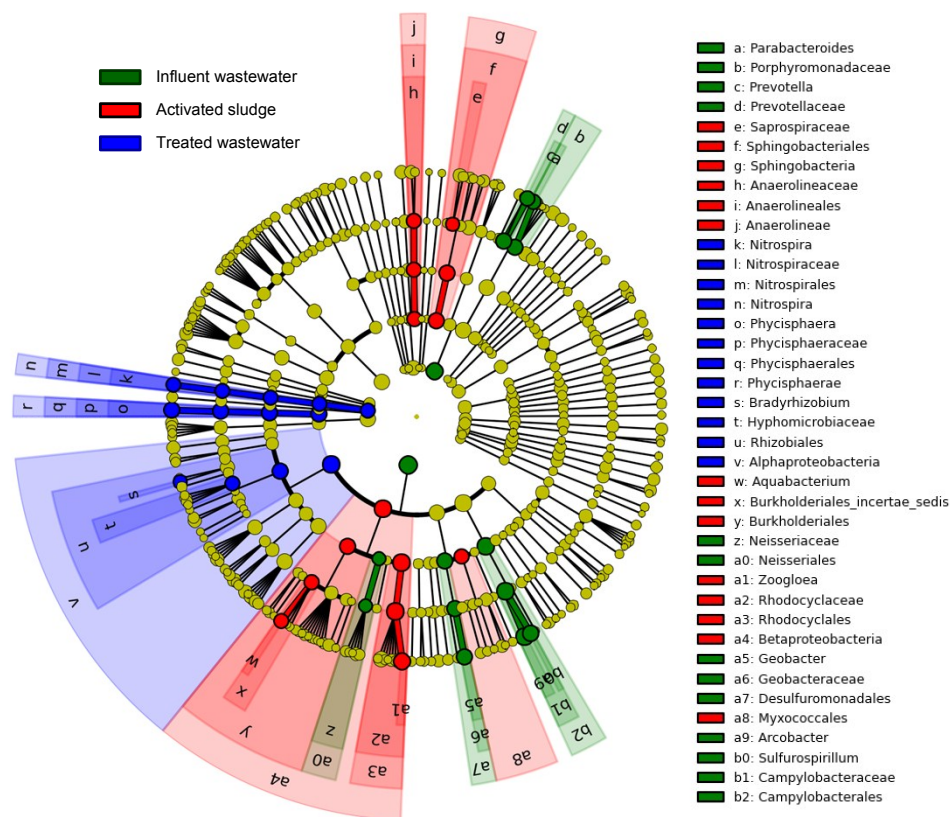 Influent wastewater
Activated sludge
Treated wastewater
j
i
h
g
f
e
d
b
c
a
n
m
l
k
r
q
p
o
s
t
u
v
w
x
y
z
a0
a1
a2
a3
a4
a5
a6
a7
a8
a9
b0
b1
b2
a: Parabacteroides
b: Porphyromonadaceae
c: Prevotella
d: Prevotellaceae
e: Saprospiraceae
f: Sphingobacteriales
g: Sphingobacteria
h: Anaerolineaceae
i: Anaerolineales
j: Anaerolineae
k: Nitrospira
l: Nitrospiraceae
m: Nitrospirales
n: Nitrospira
o: Phycisphaera
p: Phycisphaeraceae
q: Phycisphaerales
r: Phycisphaerae
s: Bradyrhizobium
t: Hyphomicrobiaceae
u: Rhizobiales
v: Alphaproteobacteria
w: Aquabacterium
x: Burkholderiales_incertae_sedis
y: Burkholderiales
z: Neisseriaceae
a0: Neisseriales
a1: Zoogloea
a2: Rhodocyclaceae
a3: Rhodocyclales
a4: Betaproteobacteria
a5: Geobacter
a6: Geobacteraceae
a7: Desulfuromonadales
a8: Myxococcales
a9: Arcobacter
b0: Sulfurospirillum
b1: Campylobacteraceae
b2: Campylobacterales